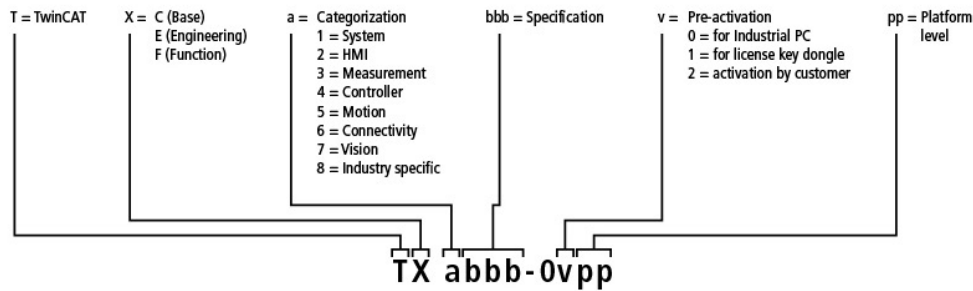 T = TwinCAT
X = C (Base)
E (Engineering)
F (Function)
a = Categorization
1 = System
2 = HMI
3 = Measurement
4 = Controller
5 = Motion
6 = Connectivity
7 = Vision
8 = Industry specific
bbb = Specification
v = Pre-activation
0 = for Industrial PC
1 = for license key dongle
2 = activation by customer
pp = Platform
level
TX abbb-0vpp